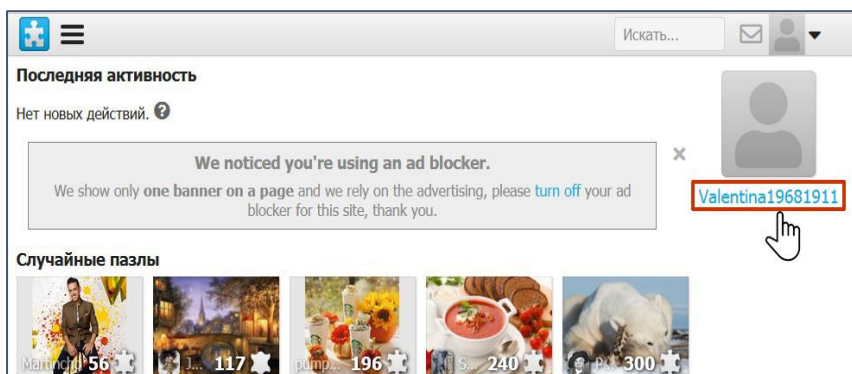 Искать...
Последняя активность
Нет новых действий. ?
We noticed you're using an ad blocker.
We show only one banner on a page and we rely on the advertising, please turn off your ad
blocker for this site, thank you.
Valentina19681911
Случайные пазлы
Martincho 56
J... 117
pump... 196
S... 240
P... 300